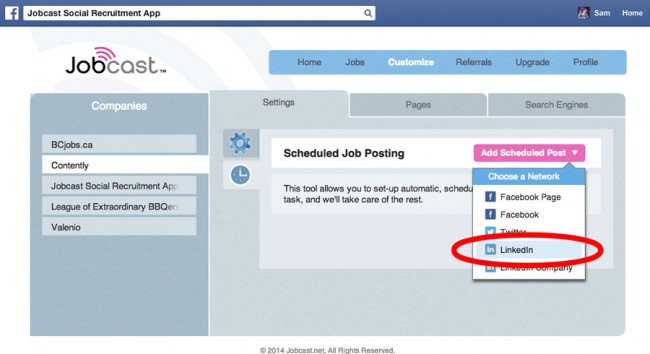 Jobcast Social Recruitment App
Sam Home
Jobcast™
Home Jobs Customize Referrals Upgrade Profile
Companies
Settings Pages Search Engines
BCjobs.ca
Contently
Jobcast Social Recruitment App
League of Extraordinary BBQers
Valenio
Scheduled Job Posting
Add Scheduled Post
This tool allows you to set-up automatic, schedu
task, and we'll take care of the rest.
Choose a Network
Facebook Page
Facebook
Twitter
LinkedIn
LinkedIn Company
© 2014 Jobcast.net, All Rights Reserved.